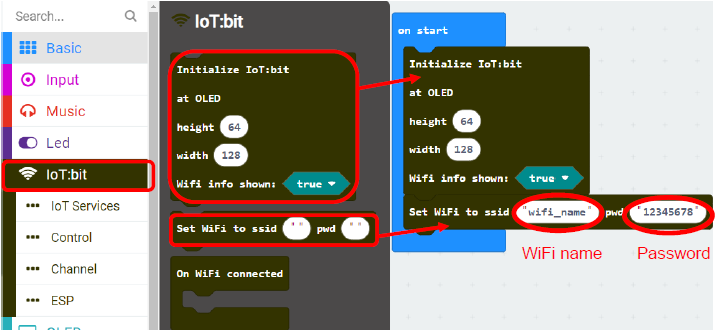 Search...
Basic
Input
Music
Led
IoT:bit
IoT Services
Control
Channel
ESP
IoT:bit
Initialize IoT:bit
at OLED
height 64
width 128
Wifi info shown: true
Set WiFi to ssid " " pwd " "
On WiFi connected
on start
Initialize IoT:bit
at OLED
height 64
width 128
Wifi info shown: true
Set WiFi to ssid "wifi_name" pwd "12345678"
WiFi name
Password